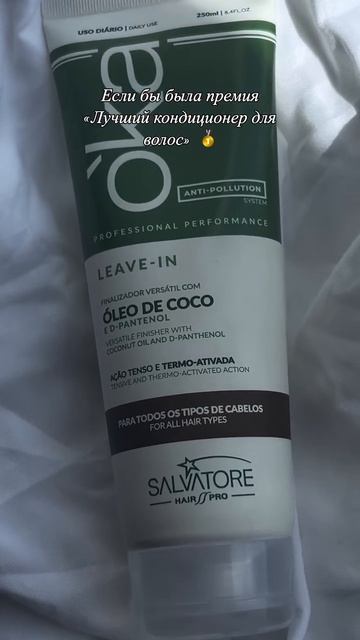 USO DIÁRIO | DAILY USE
250ml | 8.4FL.OZ.
Если бы была премия
«Лучший кондиционер для
волос» 🥇
ANTI-POLLUTION
SYSTEM
PROFESSIONAL PERFORMANCE
LEAVE-IN
FINALIZADOR VERSÁTIL COM
ÓLEO DE COCO
E D-PANTENOL
VERSATILE FINISHER WITH
COCONUT OIL AND D-PANTHENOL
AÇÃO TENSO E TERMO-ATIVADA
TENSIVE AND THERMO-ACTIVATED ACTION
PARA TODOS OS TIPOS DE CABELOS
FOR ALL HAIR TYPES
SALVATORE
HAIR PRO